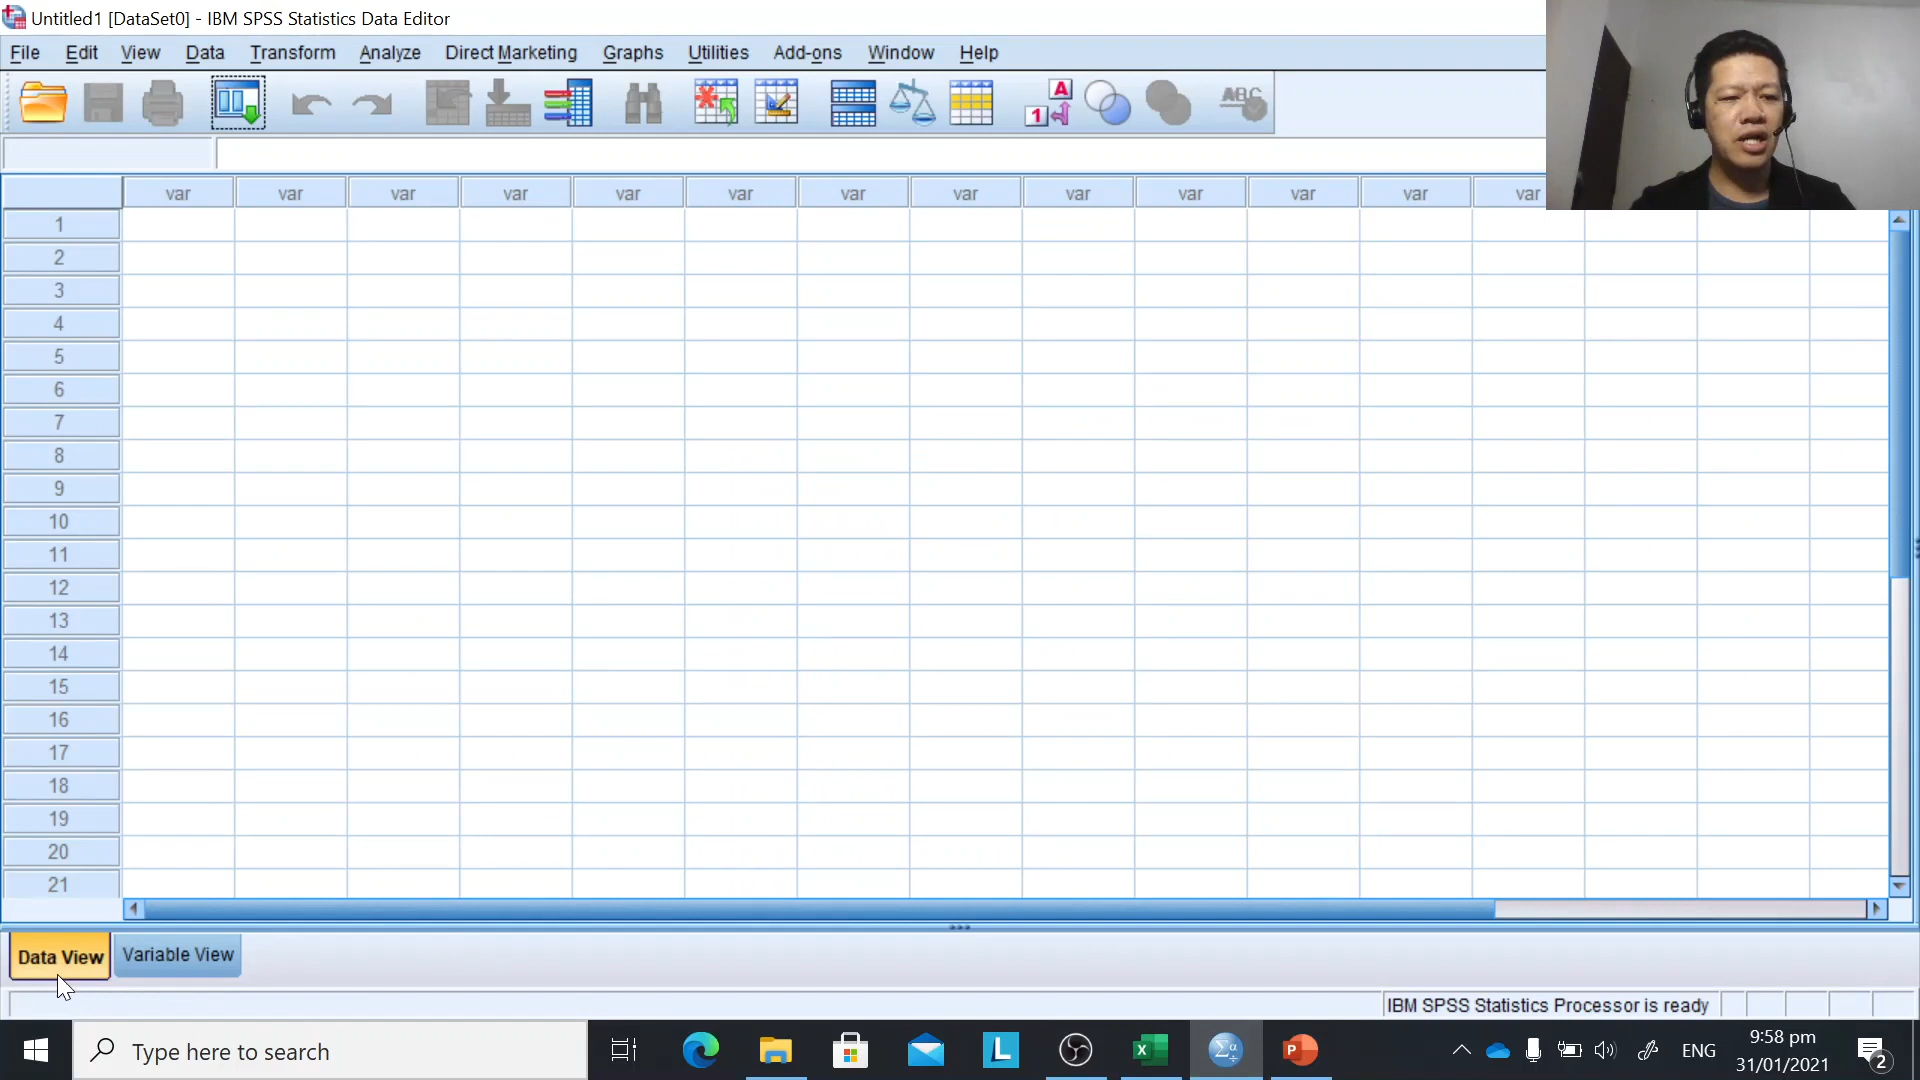 Untitled1 [DataSet0] - IBM SPSS Statistics Data Editor
File Edit View Data Transform Analyze Direct Marketing Graphs Utilities Add-ons Window Help
1 A ABC
var var var var var var var var var var var var var
1
2
3
4
5
6
7
8
9
10
11
12
13
14
15
16
17
18
19
20
21
Data View Variable View
IBM SPSS Statistics Processor is ready
Type here to search
L X Σα P ENG
9:58 pm
31/01/2021
2